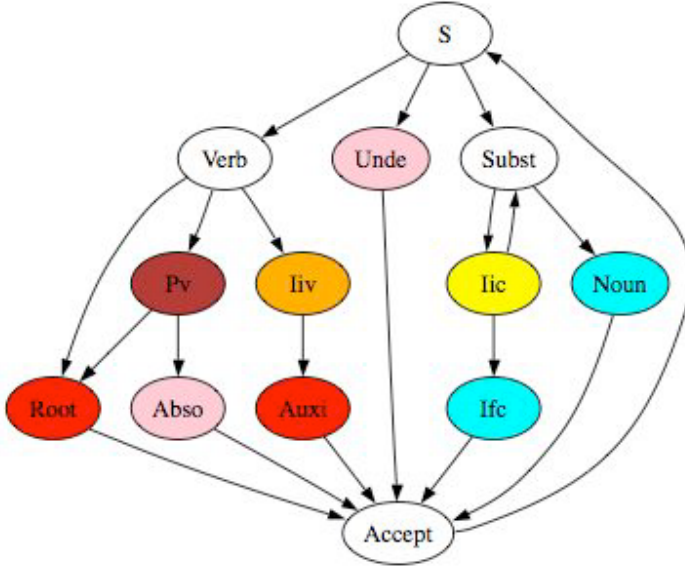 S
Verb Unde Subst
Pv Iiv Iic Noun
Root Abso Auxi Ifc
Accept